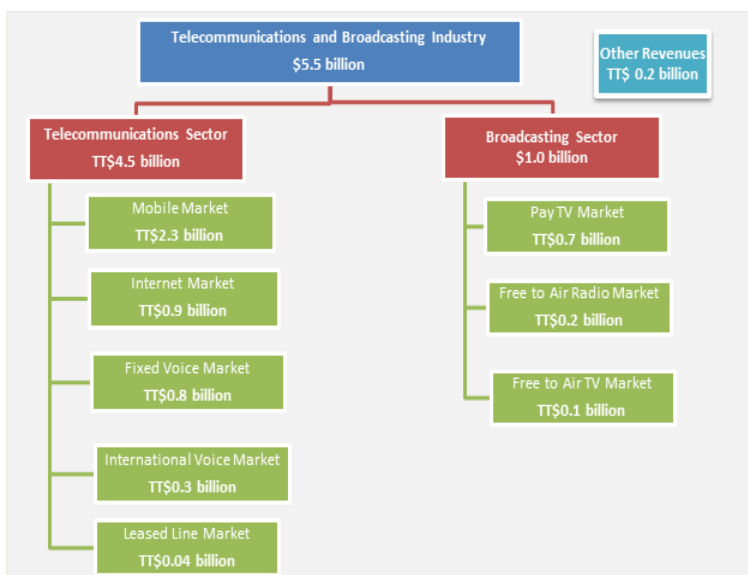 Telecommunications and Broadcasting Industry
$5.5 billion
Other Revenues
TT$ 0.2 billion
Telecommunications Sector
TT$4.5 billion
Broadcasting Sector
$1.0 billion
Mobile Market
TT$2.3 billion
Internet Market
TT$0.9 billion
Fixed Voice Market
TT$0.8 billion
International Voice Market
TT$0.3 billion
Leased Line Market
TT$0.04 billion
Pay TV Market
TT$0.7 billion
Free to Air Radio Market
TT$0.2 billion
Free to Air TV Market
TT$0.1 billion